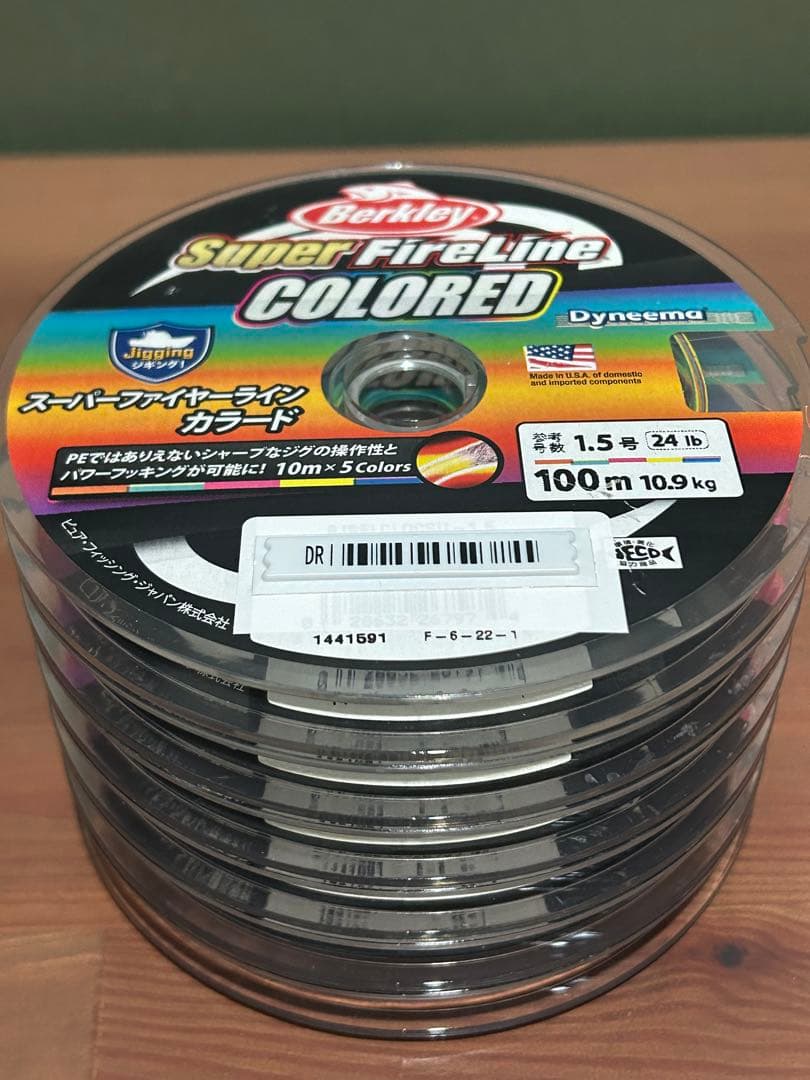 Berkley
Super FireLine
COLORED
Dyneema
Jigging
ジギング!
Made in U.S.A. of domestic
and imported components
スーパーファイヤーライン
カラード
PEではありえないシャープなジグの操作性と
パワーフッキングが可能に! 10m×5Colors
参考号数 1.5号 24 lb
100m 10.9kg
ピュア・フィッシング・ジャパン株式会社
DR
1441591 F-6-22-1